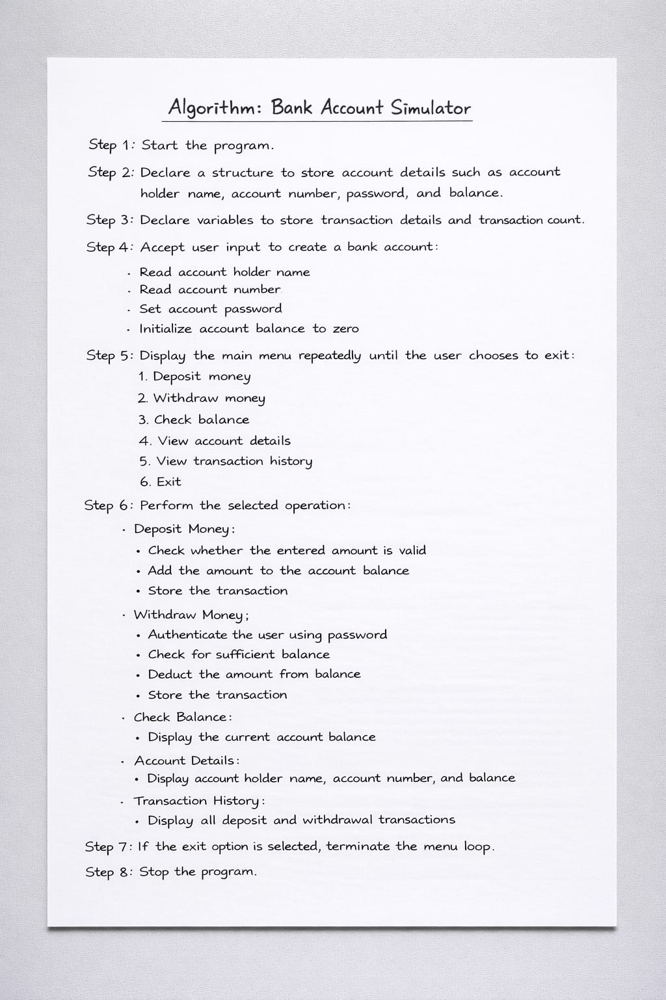 Algorithm: Bank Account Simulator
Step 1: Start the program.
Step 2: Declare a structure to store account details such as account
holder name, account number, password, and balance.
Step 3: Declare variables to store transaction details and transaction count.
Step 4: Accept user input to create a bank account:
· Read account holder name
· Read account number
· Set account password
· Initialize account balance to zero
Step 5: Display the main menu repeatedly until the user chooses to exit:
1. Deposit money
2. Withdraw money
3. Check balance
4. View account details
5. View transaction history
6. Exit
Step 6: Perform the selected operation:
· Deposit Money:
• Check whether the entered amount is valid
• Add the amount to the account balance
• Store the transaction
· Withdraw Money;
• Authenticate the user using password
• Check for sufficient balance
• Deduct the amount from balance
• Store the transaction
· Check Balance:
• Display the current account balance
· Account Details:
• Display account holder name, account number, and balance
· Transaction History:
• Display all deposit and withdrawal transactions
Step 7: If the exit option is selected, terminate the menu loop.
Step 8: Stop the program.